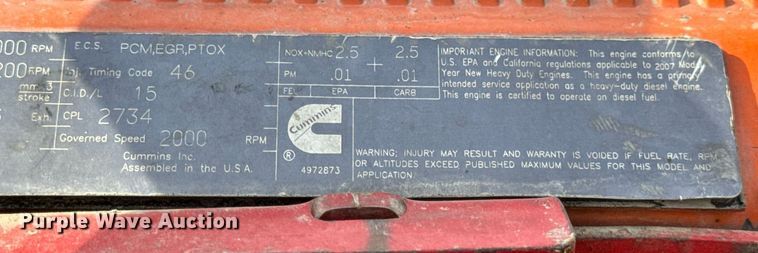 000 RPM
200 RPM
mm3
stroke
Exh.
E.C.S. PCM,EGR,PTOX
Inj. Timing Code 46
C.I.D./L 15
CPL 2734
Governed Speed 2000 RPM
Cummins Inc.
Assembled in the U.S.A.
NOX-NMHC 2.5 2.5
PM .01 + .01
FEL EPA CARB
Cummins
®
4972873
IMPORTANT ENGINE INFORMATION: This engine conforms to
U.S. EPA and California regulations applicable to 2007 Model
Year New Heavy Duty Engines. This engine has a primary
intended service application as a heavy-duty diesel engine.
This engine is certified to operate on diesel fuel.
WARNING: INJURY MAY RESULT AND WARRANTY IS VOIDED IF FUEL RATE, RPM
OR ALTITUDES EXCEED PUBLISHED MAXIMUM VALUES FOR THIS MODEL AND
APPLICATION.
Purple Wave Auction